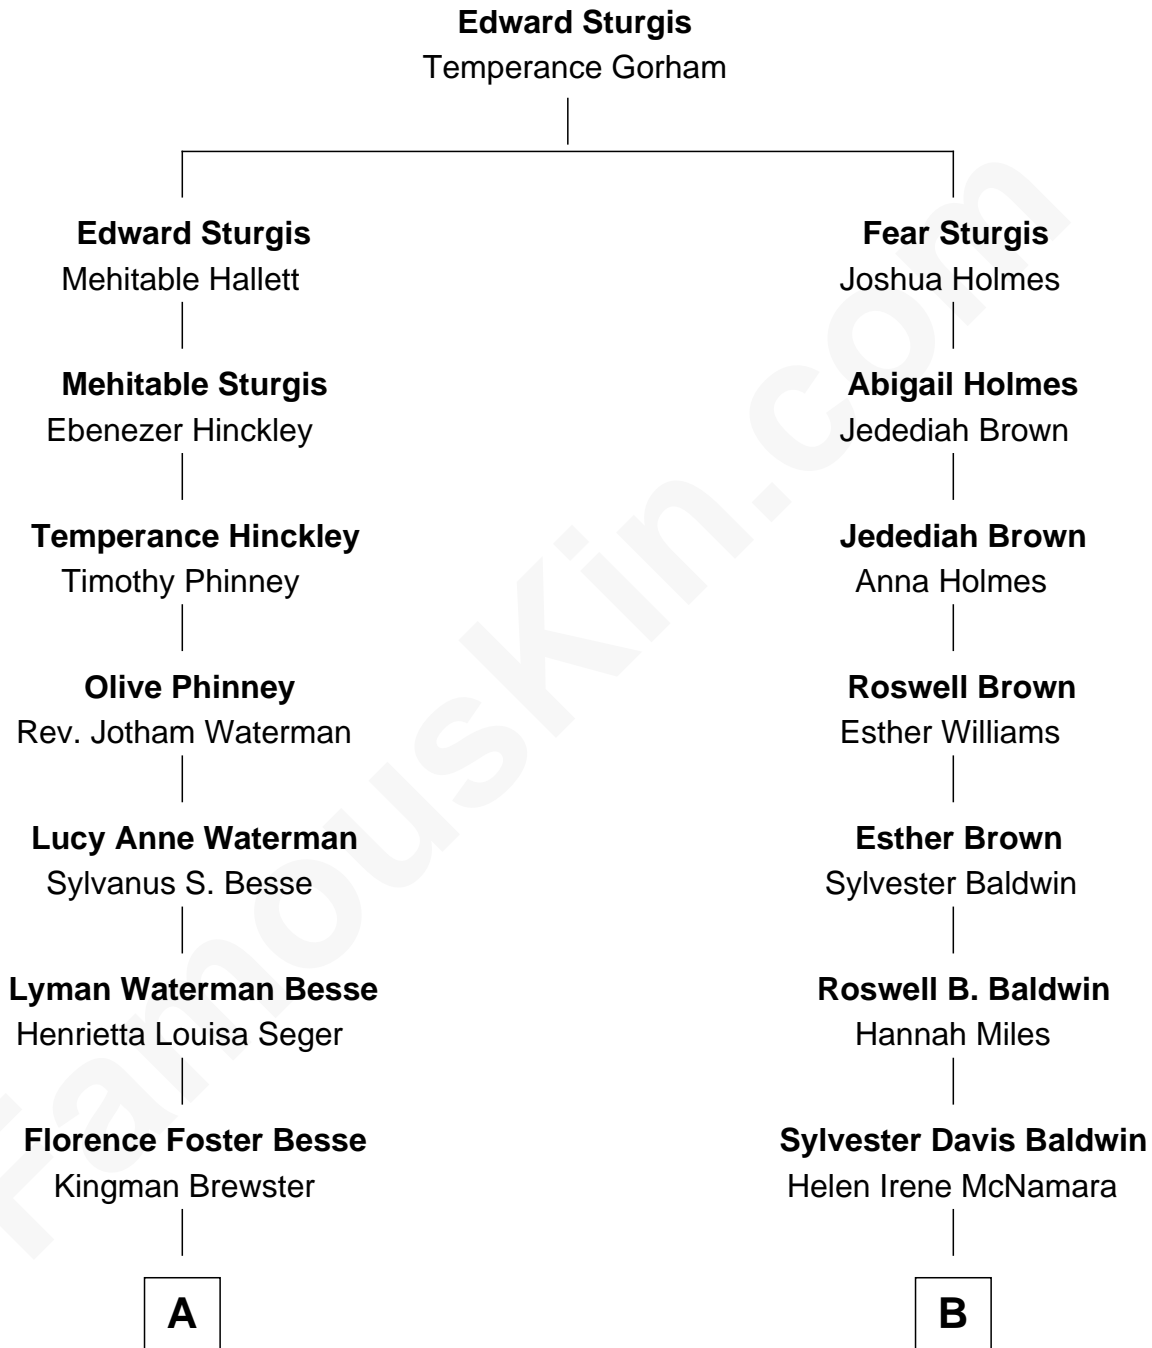 Edward Sturgis
Temperance Gorham
Edward Sturgis
Mehitable Hallett
Mehitable Sturgis
Ebenezer Hinckley
Temperance Hinckley
Timothy Phinney
Olive Phinney
Rev. Jotham Waterman
Lucy Anne Waterman
Sylvanus S. Besse
Lyman Waterman Besse
Henrietta Louisa Seger
Florence Foster Besse
Kingman Brewster
A
Fear Sturgis
Joshua Holmes
Abigail Holmes
Jedediah Brown
Jedediah Brown
Anna Holmes
Roswell Brown
Esther Williams
Esther Brown
Sylvester Baldwin
Roswell B. Baldwin
Hannah Miles
Sylvester Davis Baldwin
Helen Irene McNamara
B
FamousKin.com